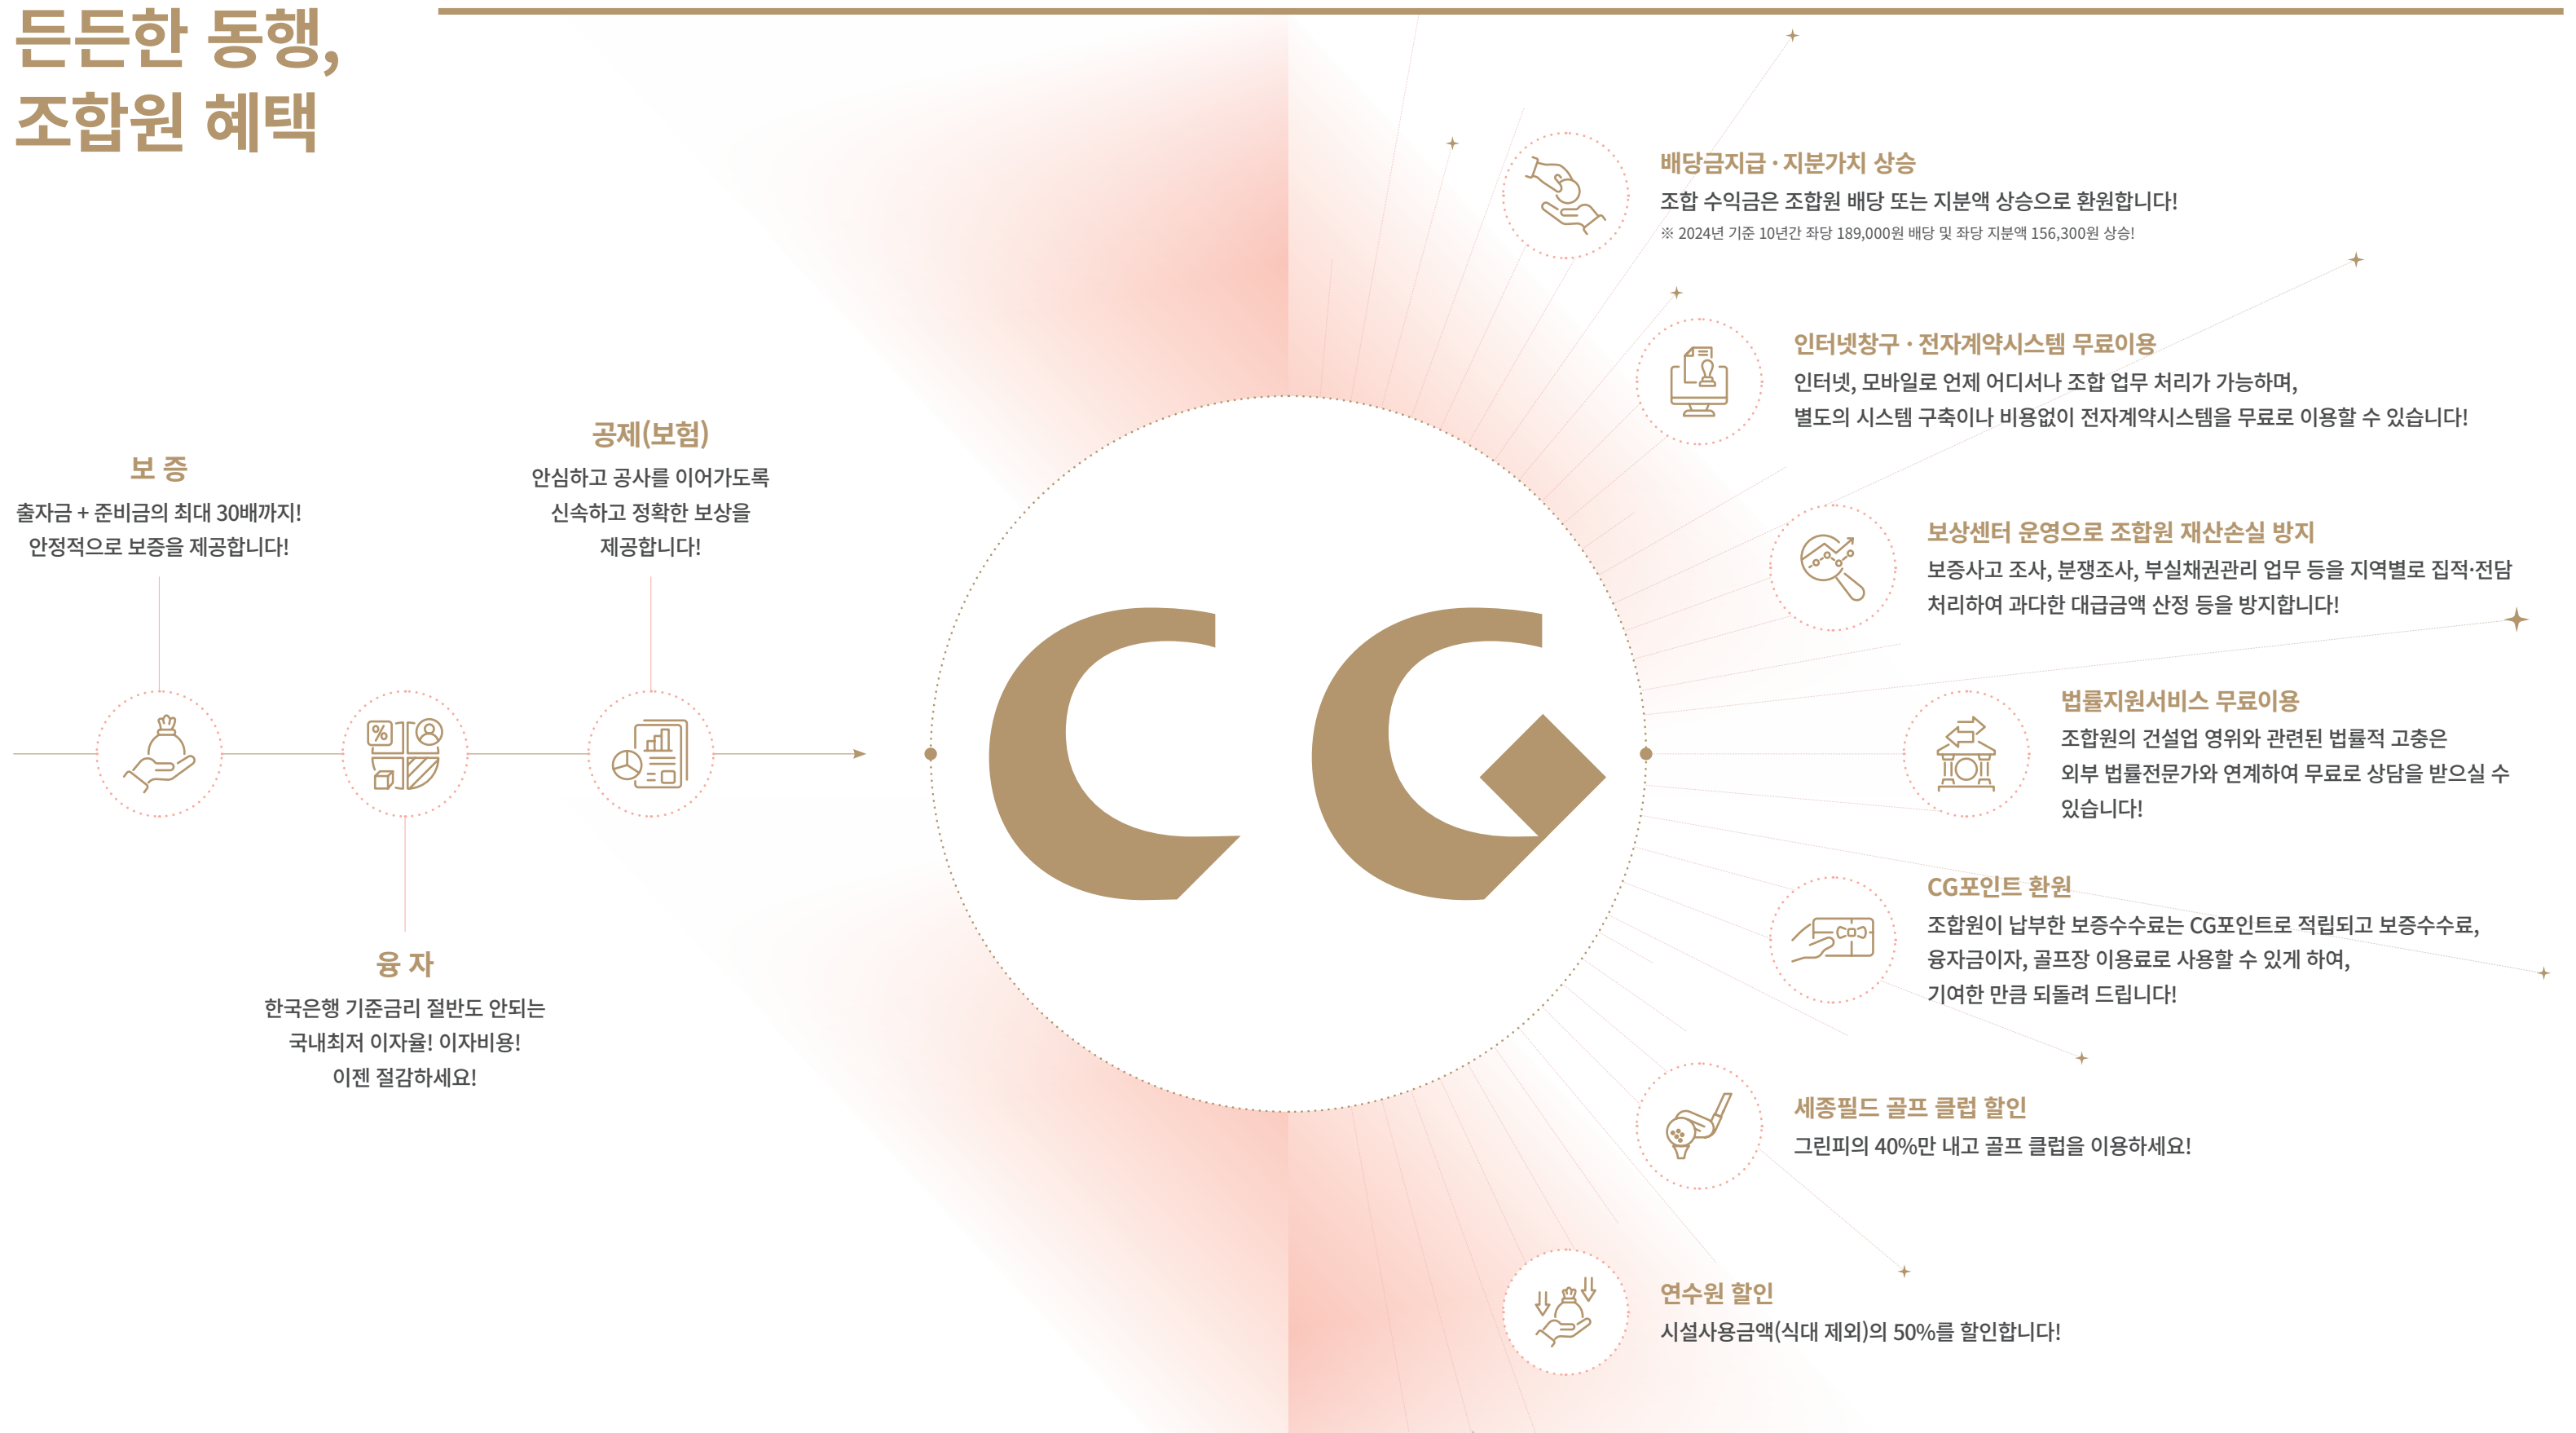 든든한 동행,
조합원 혜택
보 증
출자금 + 준비금의 최대 30배까지!
안정적으로 보증을 제공합니다!
융 자
한국은행 기준금리 절반도 안되는
국내최저 이자율! 이자비용!
이젠 절감하세요!
공제(보험)
안심하고 공사를 이어가도록
신속하고 정확한 보상을
제공합니다!
%
CG
배당금지급 · 지분가치 상승
조합 수익금은 조합원 배당 또는 지분액 상승으로 환원합니다!
※ 2024년 기준 10년간 좌당 189,000원 배당 및 좌당 지분액 156,300원 상승!
인터넷창구 · 전자계약시스템 무료이용
인터넷, 모바일로 언제 어디서나 조합 업무 처리가 가능하며,
별도의 시스템 구축이나 비용없이 전자계약시스템을 무료로 이용할 수 있습니다!
보상센터 운영으로 조합원 재산손실 방지
보증사고 조사, 분쟁조사, 부실채권관리 업무 등을 지역별로 집적·전담
처리하여 과다한 대급금액 산정 등을 방지합니다!
법률지원서비스 무료이용
조합원의 건설업 영위와 관련된 법률적 고충은
외부 법률전문가와 연계하여 무료로 상담을 받으실 수
있습니다!
CG포인트 환원
조합원이 납부한 보증수수료는 CG포인트로 적립되고 보증수수료,
융자금이자, 골프장 이용료로 사용할 수 있게 하여,
기여한 만큼 되돌려 드립니다!
세종필드 골프 클럽 할인
그린피의 40%만 내고 골프 클럽을 이용하세요!
연수원 할인
시설사용금액(식대 제외)의 50%를 할인합니다!